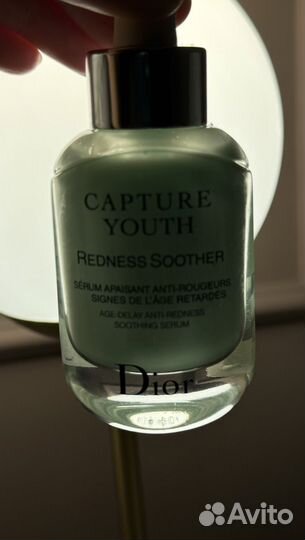 CAPTURE
YOUTH
REDNESS SOOTHER
SÉRUM APAISANT ANTI-ROUGEURS
SIGNES DE L'ÂGE RETARDÉS
AGE-DELAY ANTI-REDNESS
SOOTHING SERUM
Dior
Avito